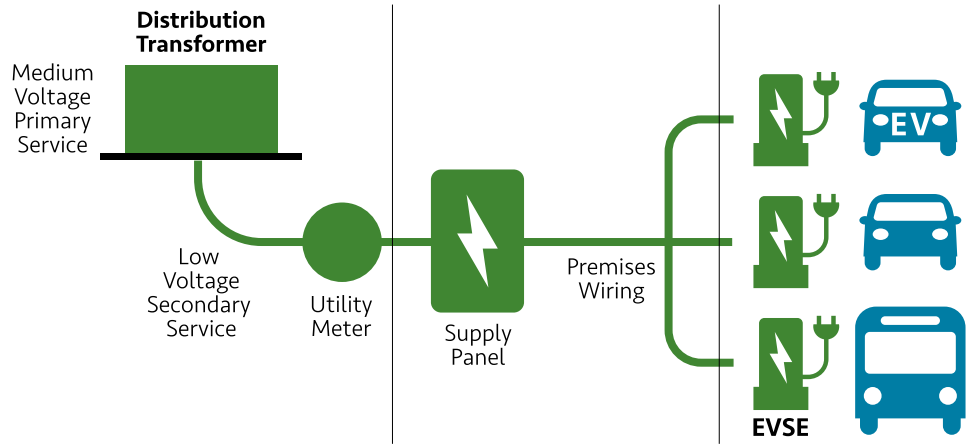 Distribution
Transformer
Medium
Voltage
Primary
Service
Low
Voltage
Secondary
Service
Utility
Meter
Supply
Panel
Premises
Wiring
EV
EVSE